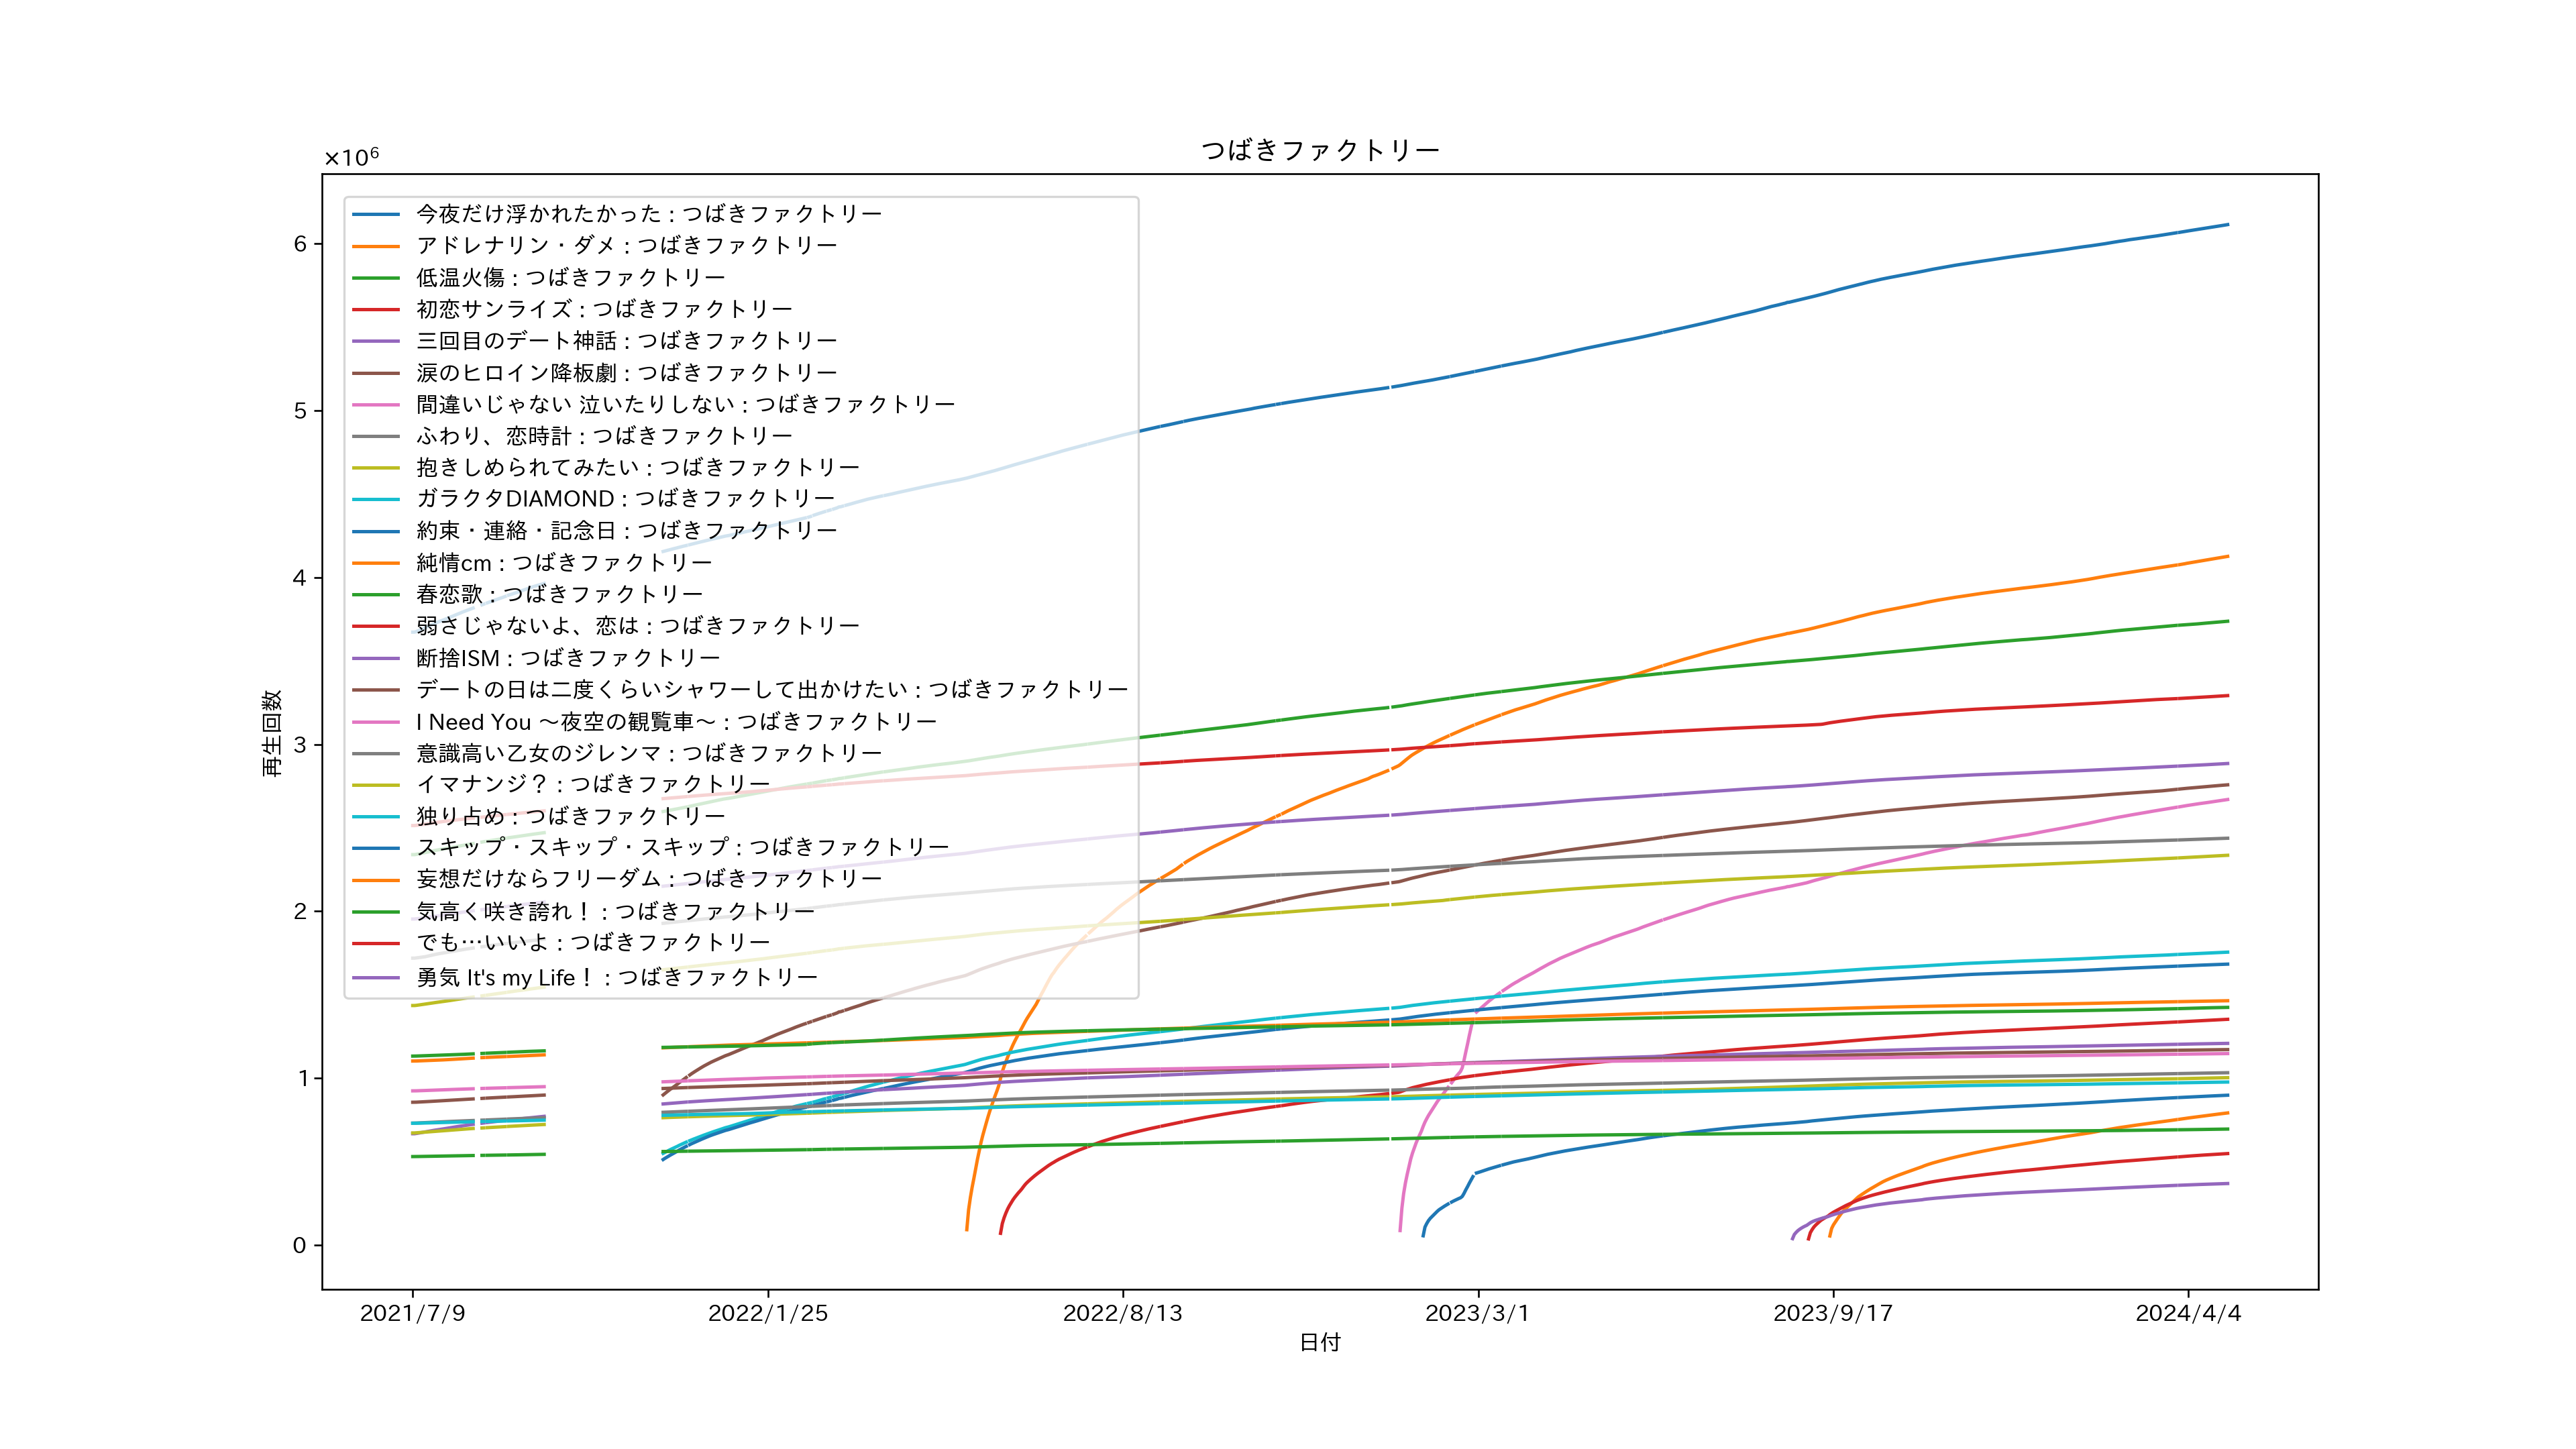 つばきファクトリー
×10⁶
今夜だけ浮かれたかった : つばきファクトリー
アドレナリン・ダメ : つばきファクトリー
低温火傷 : つばきファクトリー
初恋サンライズ : つばきファクトリー
三回目のデート神話 : つばきファクトリー
涙のヒロイン降板劇 : つばきファクトリー
間違いじゃない 泣いたりしない : つばきファクトリー
ふわり、恋時計 : つばきファクトリー
抱きしめられてみたい : つばきファクトリー
ガラクタDIAMOND : つばきファクトリー
約束・連絡・記念日 : つばきファクトリー
純情cm : つばきファクトリー
春恋歌 : つばきファクトリー
弱さじゃないよ、恋は : つばきファクトリー
断捨ISM : つばきファクトリー
デートの日は二度くらいシャワーして出かけたい : つばきファクトリー
I Need You ～夜空の観覧車～ : つばきファクトリー
意識高い乙女のジレンマ : つばきファクトリー
イマナンジ？ : つばきファクトリー
独り占め : つばきファクトリー
スキップ・スキップ・スキップ : つばきファクトリー
妄想だけならフリーダム : つばきファクトリー
気高く咲き誇れ！ : つばきファクトリー
でも…いいよ : つばきファクトリー
勇気 It's my Life！ : つばきファクトリー
6
5
4
3
2
1
0
再生回数
2021/7/9
2022/1/25
2022/8/13
2023/3/1
2023/9/17
2024/4/4
日付